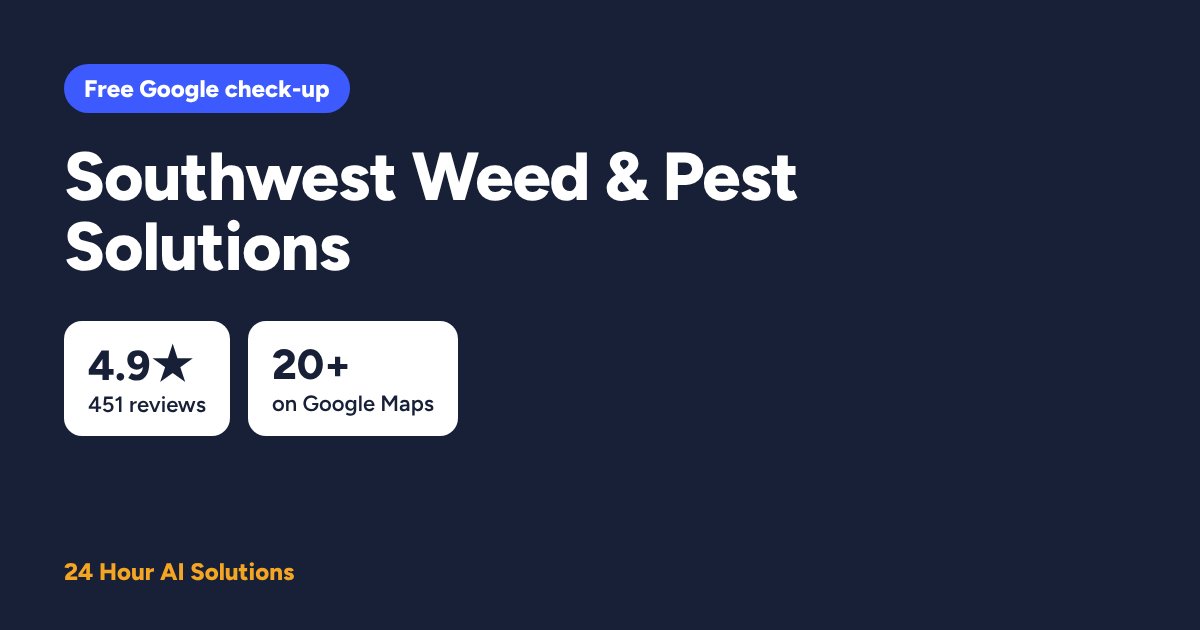 Free Google check-up
Southwest Weed & Pest
Solutions
4.9★
451 reviews
20+
on Google Maps
24 Hour AI Solutions